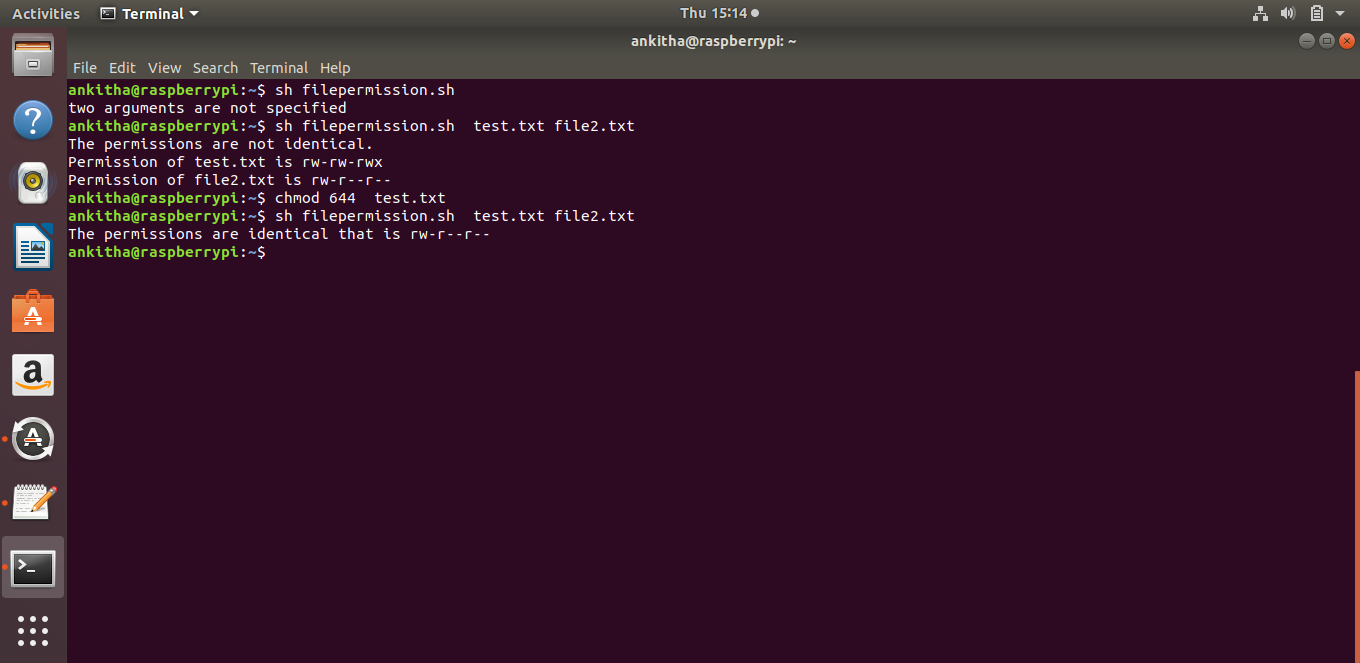 Activities Terminal Thu 15:14
ankitha@raspberrypi: ~
File Edit View Search Terminal Help
ankitha@raspberrypi:~$ sh filepermission.sh
two arguments are not specified
ankitha@raspberrypi:~$ sh filepermission.sh  test.txt file2.txt
The permissions are not identical.
Permission of test.txt is rw-rw-rwx
Permission of file2.txt is rw-r--r--
ankitha@raspberrypi:~$ chmod 644  test.txt
ankitha@raspberrypi:~$ sh filepermission.sh  test.txt file2.txt
The permissions are identical that is rw-r--r--
ankitha@raspberrypi:~$